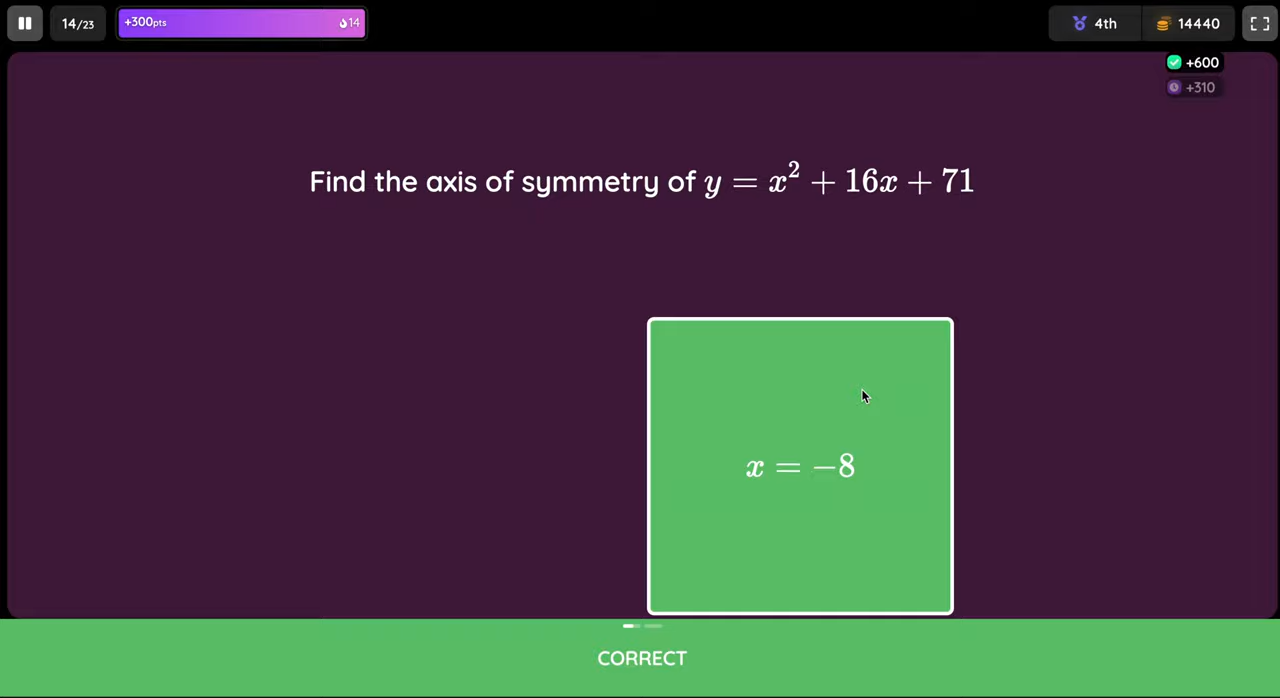 14/23
+300pts
14
4th
14440
+600
+310
Find the axis of symmetry of y = x² + 16x + 71
x = −8
CORRECT